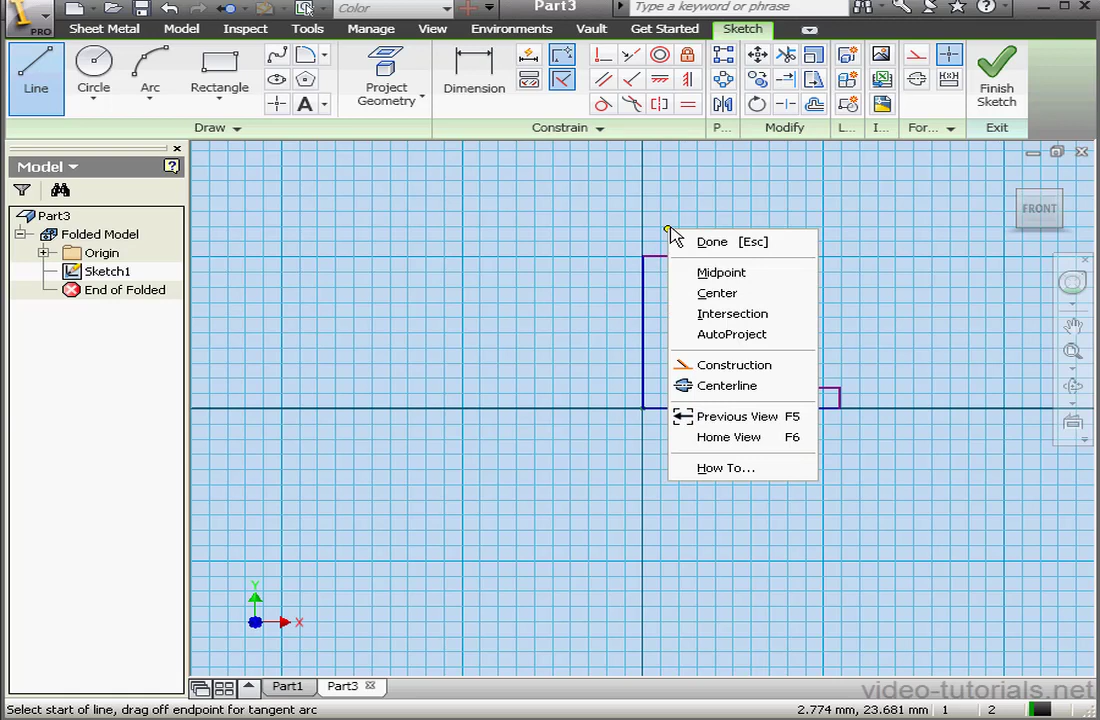 Color Part3 Type a keyword or phrase
PRO Sheet Metal Model Inspect Tools Manage View Environments Vault Get Started Sketch
Line Circle Arc Rectangle Project Geometry Dimension Finish Sketch
A
Draw Constrain P... Modify L... I... For... Exit
Model
Part3
Folded Model
Origin
Sketch1
End of Folded
FRONT
Done [Esc]
Midpoint
Center
Intersection
AutoProject
Construction
Centerline
Previous View F5
Home View F6
How To...
Y
X
Part1 Part3
video-tutorials.net
Select start of line, drag off endpoint for tangent arc 2.774 mm, 23.681 mm 1 2